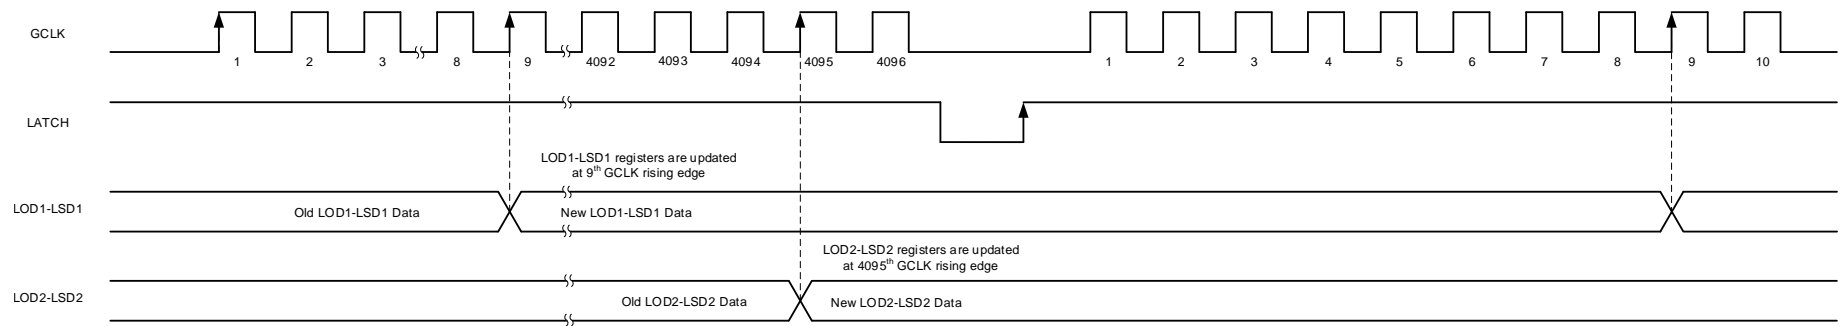 GCLK
1 2 3 8 9 4092 4093 4094 4095 4096 1 2 3 4 5 6 7 8 9 10
LATCH
LOD1-LSD1 registers are updated
at 9th GCLK rising edge
LOD1-LSD1
Old LOD1-LSD1 Data New LOD1-LSD1 Data
LOD2-LSD2 registers are updated
at 4095th GCLK rising edge
LOD2-LSD2
Old LOD2-LSD2 Data New LOD2-LSD2 Data